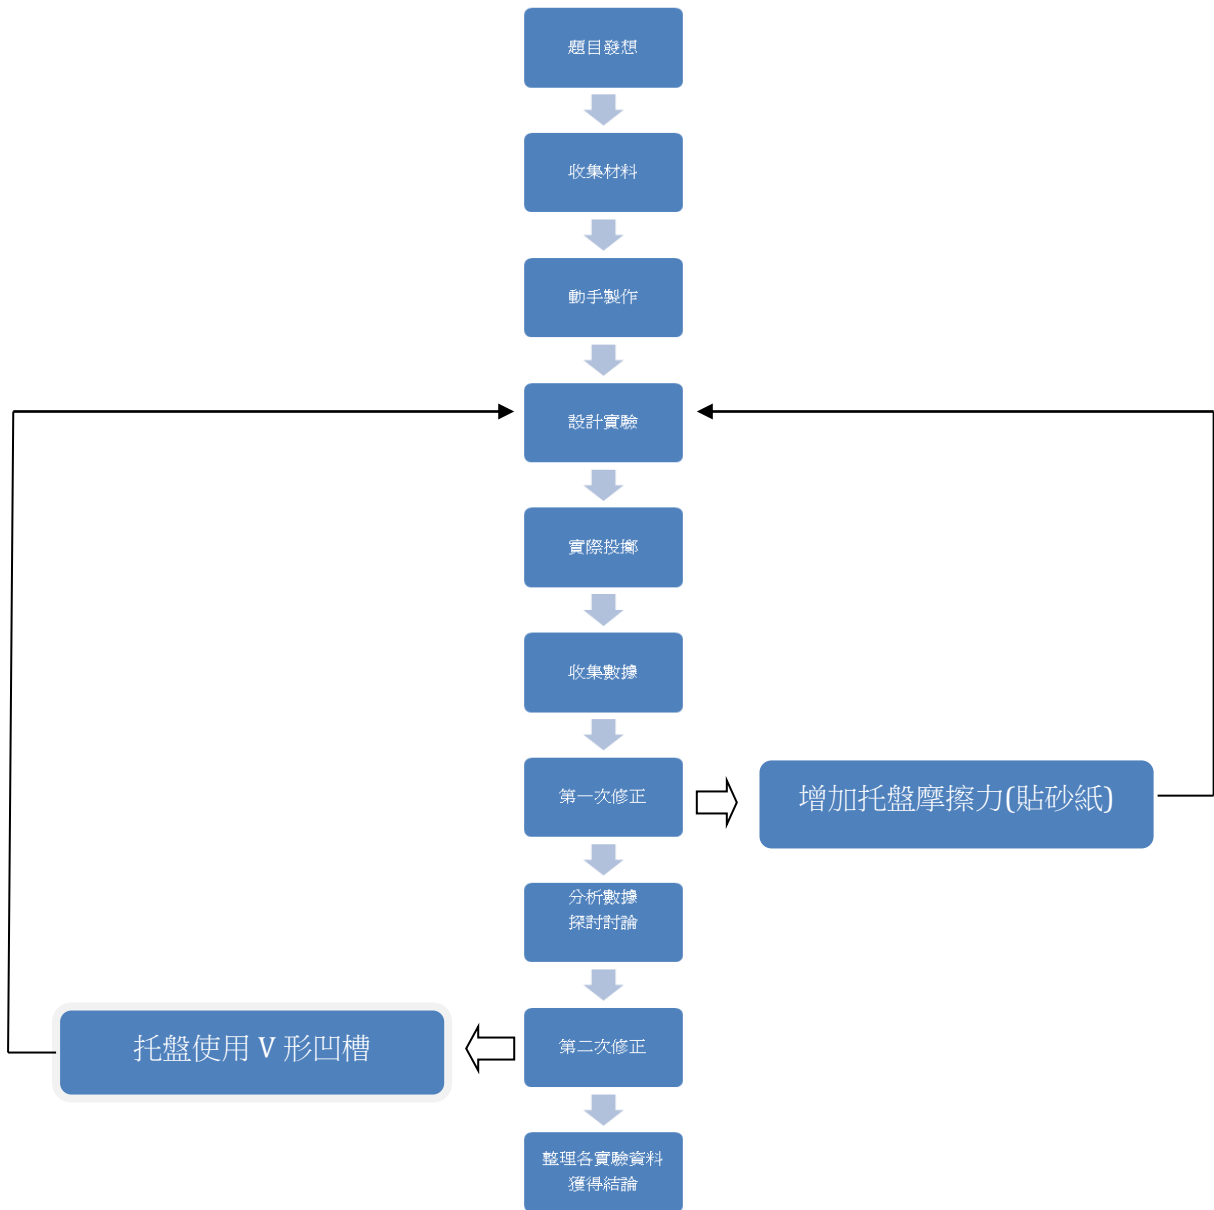 題目發想
收集材料
動手製作
設計實驗
實際投擲
收集數據
第一次修正
增加托盤摩擦力(貼砂紙)
分析數據
探討討論
托盤使用 V 形凹槽
第二次修正
整理各實驗資料
獲得結論